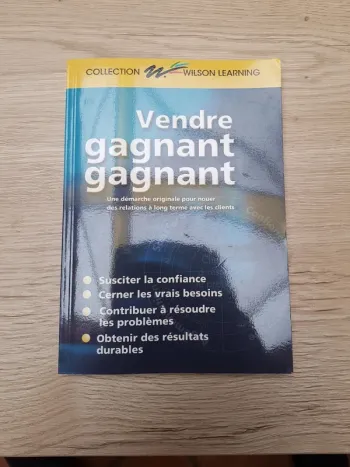 COLLECTION WILSON LEARNING
Vendre
gagnant
gagnant
Une démarche originale pour nouer
des relations à long terme avec les clients
Susciter la confiance
Cerner les vrais besoins
Contribuer à résoudre
les problèmes
Obtenir des résultats
durables